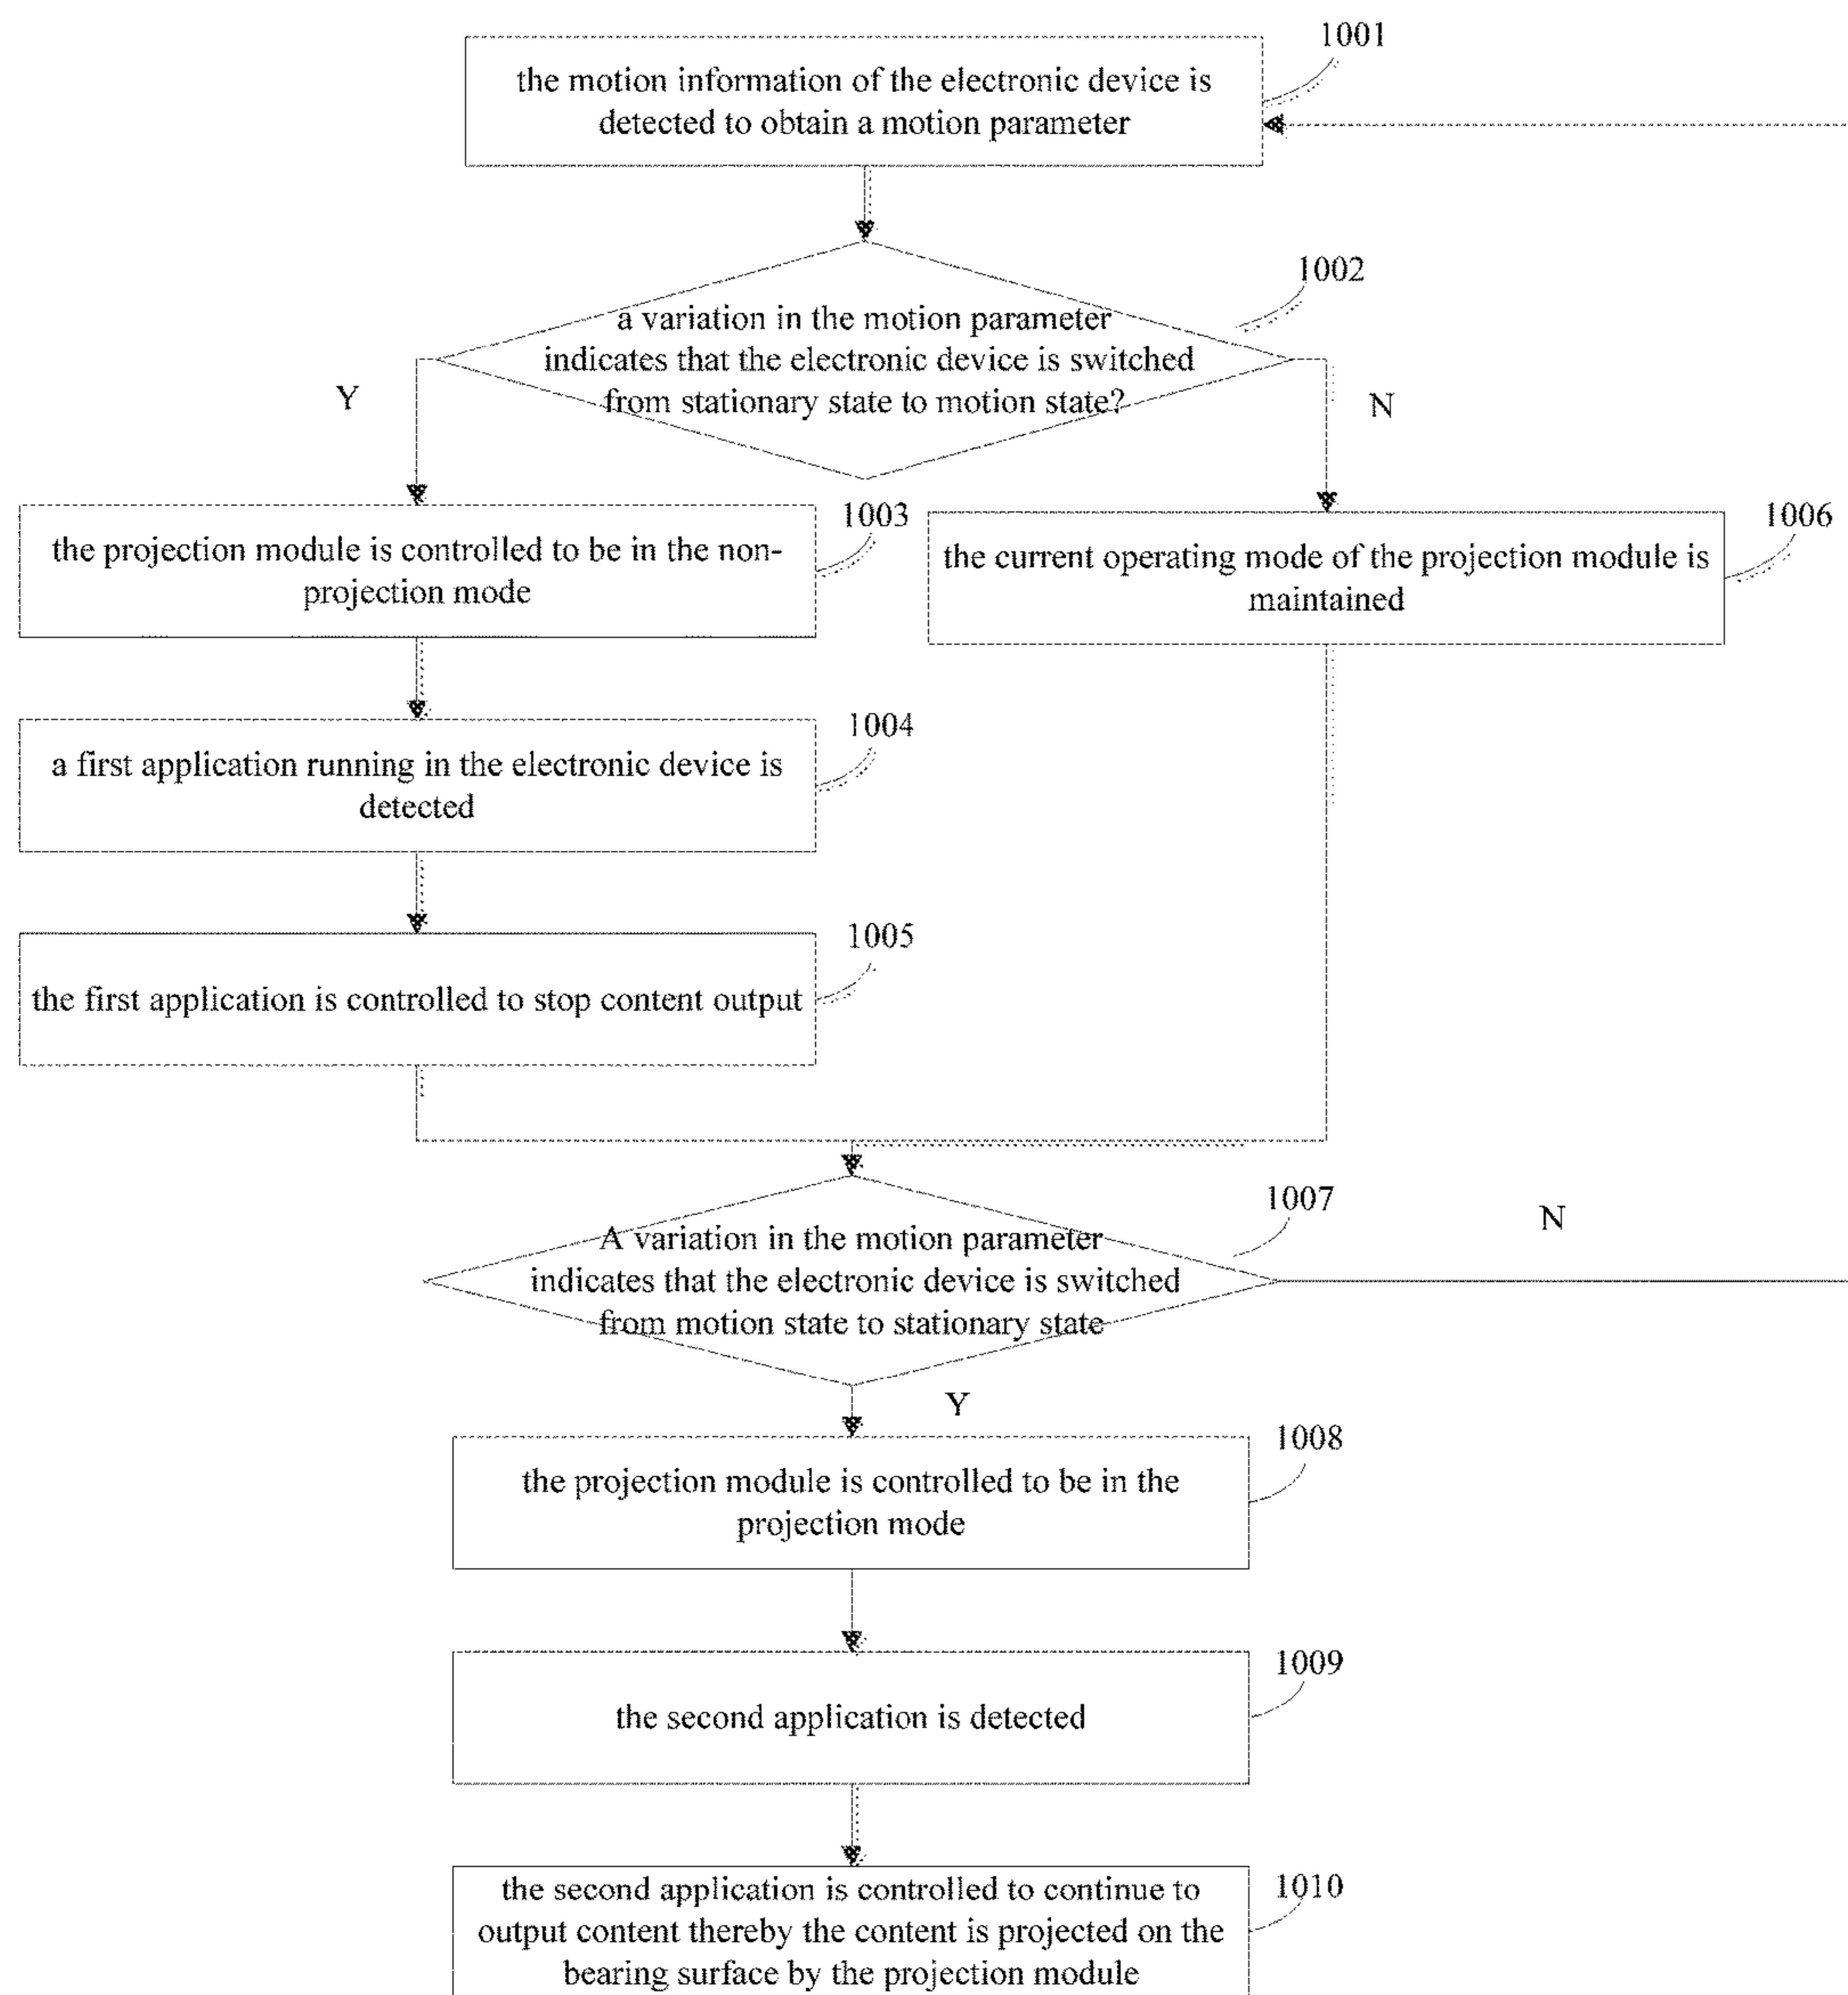 1001
the motion information of the electronic device is
detected to obtain a motion parameter
1002
a variation in the motion parameter
indicates that the electronic device is switched
from stationary state to motion state?
Y
N
1003
the projection module is controlled to be in the non-
projection mode
1006
the current operating mode of the projection module is
maintained
1004
a first application running in the electronic device is
detected
1005
the first application is controlled to stop content output
1007
N
A variation in the motion parameter
indicates that the electronic device is switched
from motion state to stationary state
Y
1008
the projection module is controlled to be in the
projection mode
1009
the second application is detected
1010
the second application is controlled to continue to
output content thereby the content is projected on the
bearing surface by the projection module